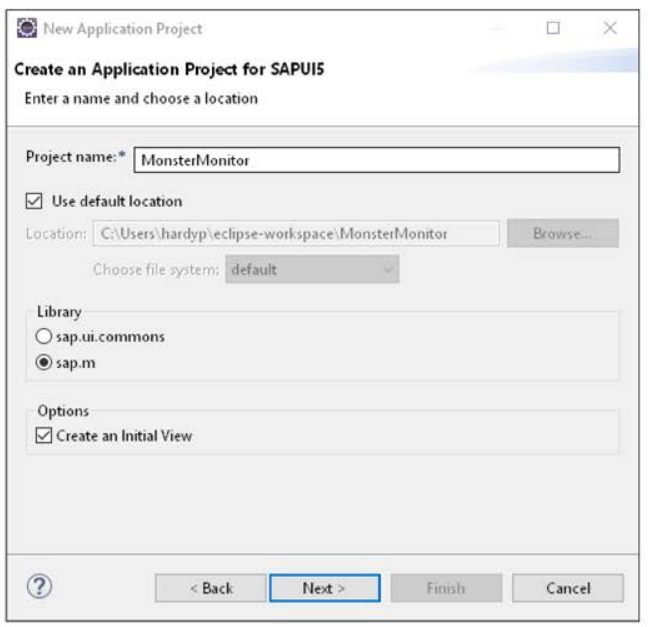 New Application Project
Create an Application Project for SAPUI5
Enter a name and choose a location
Project name:* MonsterMonitor
Use default location
Location: C:\Users\hardyp\eclipse-workspace\MonsterMonitor Browse...
Choose file system: default
Library
sap.ui.commons
sap.m
Options
Create an Initial View
? < Back Next > Finish Cancel